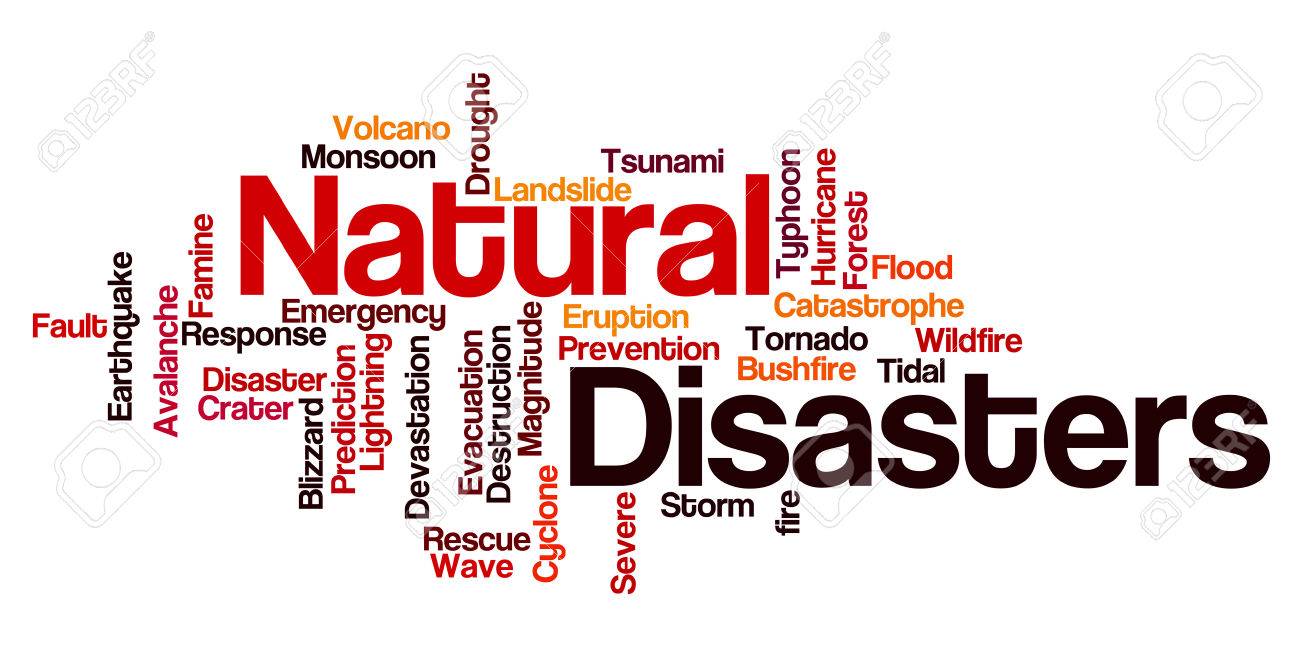 Volcano
Monsoon
Drought
Tsunami
Landslide
Natural
Typhoon
Hurricane
Forest
Flood
Famine
Earthquake
Avalanche
Fault
Emergency
Response
Eruption
Catastrophe
Prevention
Tornado
Wildfire
Bushfire
Tidal
Disaster
Crater
Blizzard
Prediction
Lightning
Devastation
Evacuation
Destruction
Magnitude
Disasters
Storm
fire
Rescue
Wave
Cyclone
Severe
123RF
123RF
123RF